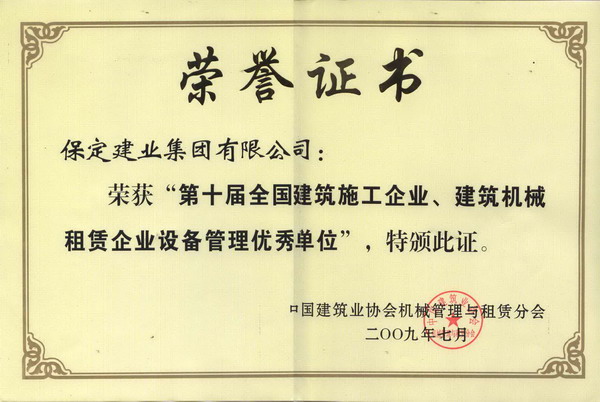 荣誉证书
保定建业集团有限公司：
荣获“第十届全国建筑施工企业、建筑机械
租赁企业设备管理优秀单位”，特颁此证。
中国建筑业协会机械管理与租赁分会
二〇〇九年七月